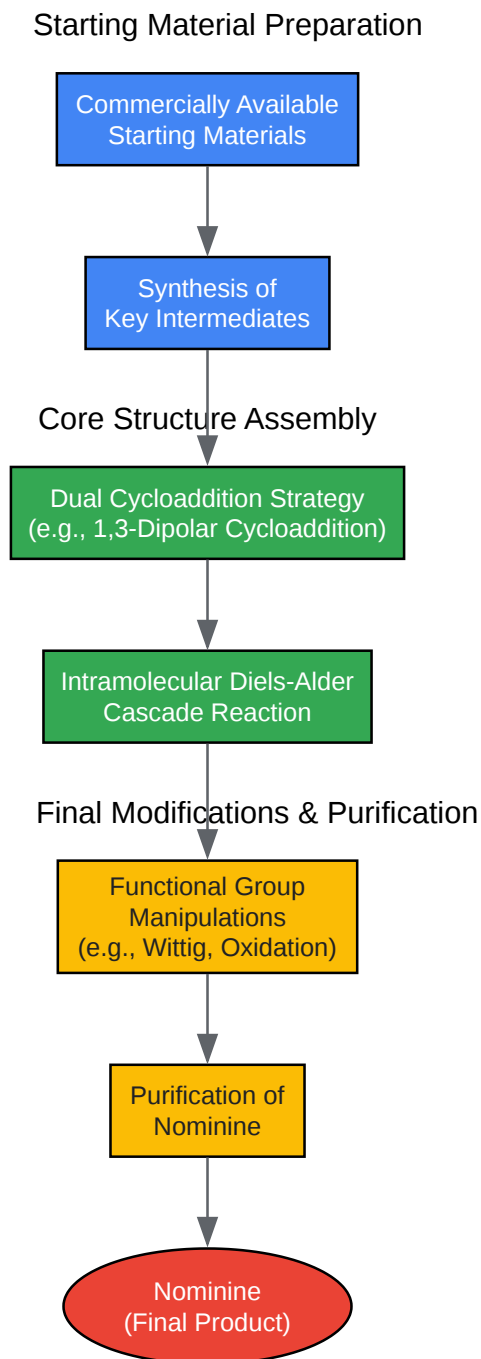 Starting Material Preparation
Commercially Available
Starting Materials
Synthesis of
Key Intermediates
Core Structure Assembly
Dual Cycloaddition Strategy
(e.g., 1,3-Dipolar Cycloaddition)
Intramolecular Diels-Alder
Cascade Reaction
Final Modifications & Purification
Functional Group
Manipulations
(e.g., Wittig, Oxidation)
Purification of
Nominine
Nominine
(Final Product)